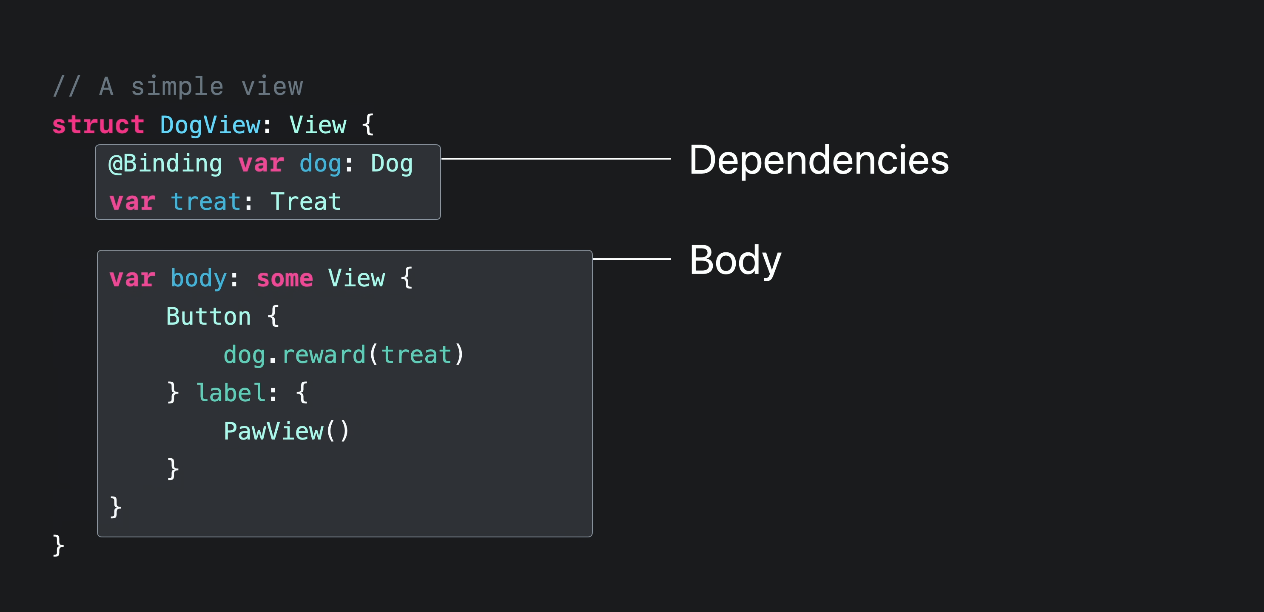 // A simple view
struct DogView: View {
@Binding var dog: Dog
Dependencies
var treat: Treat
Body
var body: some View {
Button {
dog.reward(treat)
} label: {
PawView()
}
}
}